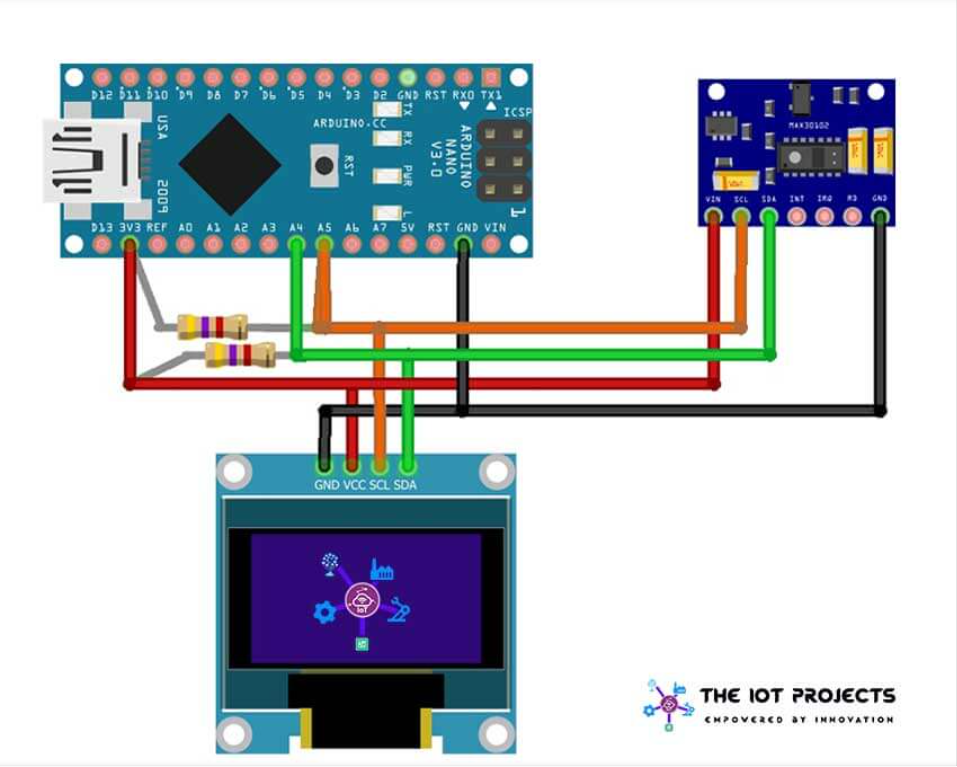 D12 D11 D10 D9 D8 D7 D6 D5 D4 D3 D2 GND RST RX0 TX1
TX
RX
PWR
L
ICSP
ARDUINO.CC
RST
ARDUINO
NANO
V3.0
USA
2009
1
D13 3V3 REF A0 A1 A2 A3 A4 A5 A6 A7 5V RST GND VIN
MAX30102
VIN SCL SDA INT IRQ RD GND
GND VCC SCL SDA
IoT
THE IOT PROJECTS
EMPOWERED BY INNOVATION